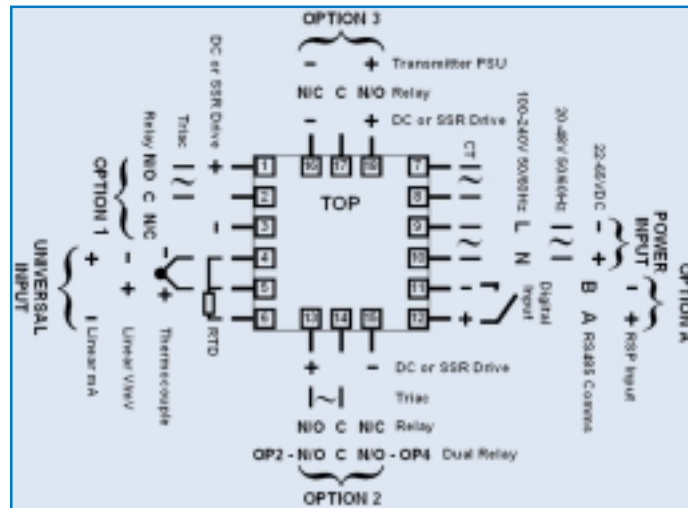 OPTION 3
- + Transmitter PSU
N/C C N/O Relay
- + DC or SSR Drive
16 17 18
TOP
1
2
3
4
5
6
7
8
9
10
11
12
13 14 15
DC or SSR Drive
+
-
Triac
~
Relay N/O C N/C
OPTION 1
- + Thermocouple
- + Linear V/mV
+ - Linear mA
UNIVERSAL
INPUT
RTD
CT
~
100-240V 50/60Hz
L N
~
20-48V 50/60Hz
~
22-65VDC
- +
POWER
INPUT
- +
Digital
Input
B A RS485 Comms
- + RSP Input
OPTION A
+ - DC or SSR Drive
~ Triac
N/O C N/C Relay
OP2 - N/O C N/O - OP4 Dual Relay
OPTION 2